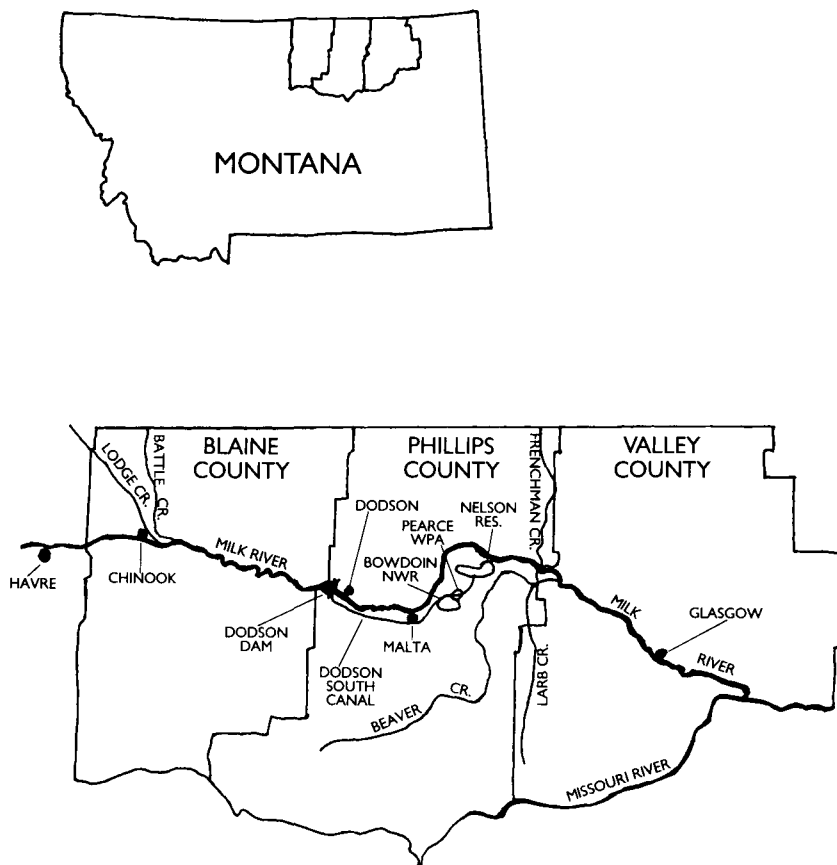 MONTANA
BLAINE
COUNTY
PHILLIPS
COUNTY
VALLEY
COUNTY
LODGE CR.
BATTLE CR.
FRENCHMAN CR.
DODSON
NELSON
RES.
PEARCE
WPA
BOWDOIN
NWR
MILK RIVER
HAVRE
CHINOOK
DODSON
DAM
DODSON
SOUTH
CANAL
MALTA
BEAVER CR.
LARB CR.
MILK RIVER
GLASGOW
MISSOURI RIVER